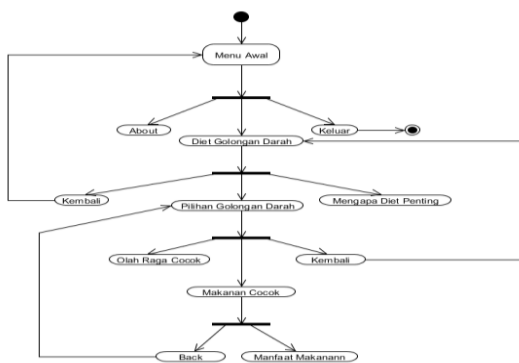 Menu Awal
About
Keluar
Diet Golongan Darah
Kembali
Pilihan Golongan Darah
Mengapa Diet Penting
Olah Raga Cocok
Kembali
Makanan Cocok
Back
Manfaat Makanann